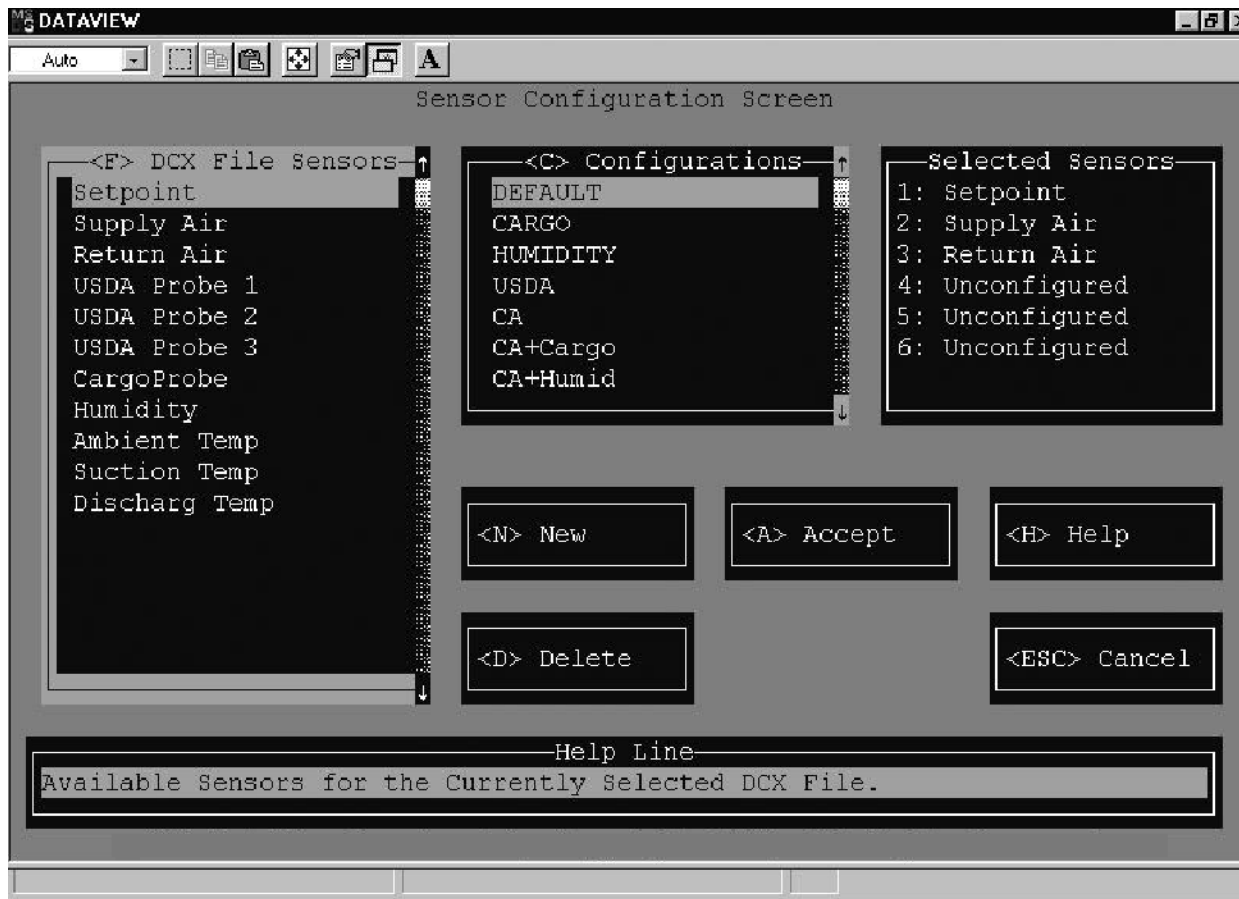 DATAVIEW
Auto
A
Sensor Configuration Screen
<F> DCX File Sensors
Setpoint
Supply Air
Return Air
USDA Probe 1
USDA Probe 2
USDA Probe 3
CargoProbe
Humidity
Ambient Temp
Suction Temp
Discharg Temp
<C> Configurations
DEFAULT
CARGO
HUMIDITY
USDA
CA
CA+Cargo
CA+Humid
Selected Sensors
1: Setpoint
2: Supply Air
3: Return Air
4: Unconfigured
5: Unconfigured
6: Unconfigured
<N> New
<A> Accept
<H> Help
<D> Delete
<ESC> Cancel
Help Line
Available Sensors for the Currently Selected DCX File.